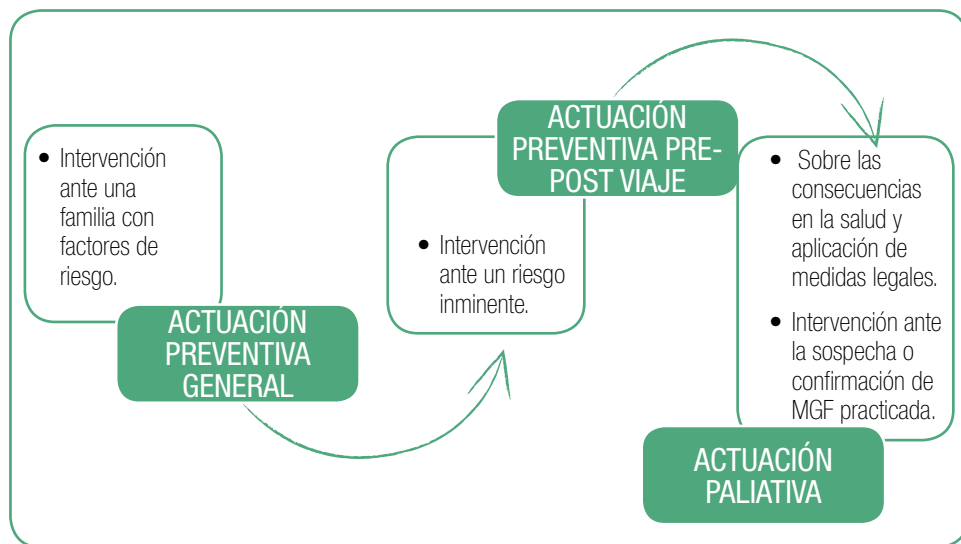 • Intervención
ante una
familia con
factores de
riesgo.
ACTUACIÓN
PREVENTIVA
GENERAL
• Intervención
ante un riesgo
inminente.
ACTUACIÓN
PREVENTIVA PRE-
POST VIAJE
• Sobre las
consecuencias
en la salud y
aplicación de
medidas legales.
• Intervención ante
la sospecha o
confirmación de
MGF practicada.
ACTUACIÓN
PALIATIVA